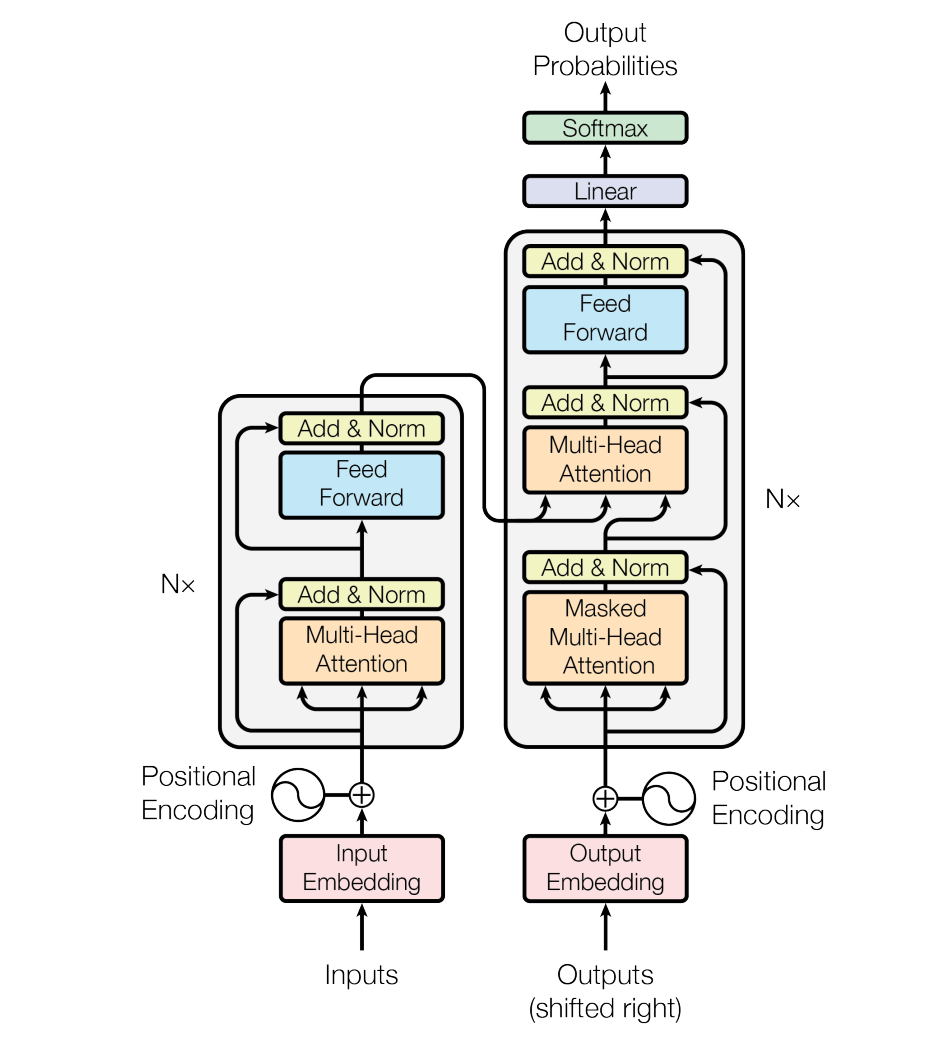 Output
Probabilities
Softmax
Linear
Add & Norm
Feed
Forward
Add & Norm
Multi-Head
Attention
N×
Add & Norm
Masked
Multi-Head
Attention
Add & Norm
Feed
Forward
N×
Add & Norm
Multi-Head
Attention
Positional
Encoding
Positional
Encoding
Input
Embedding
Output
Embedding
Inputs
Outputs
(shifted right)